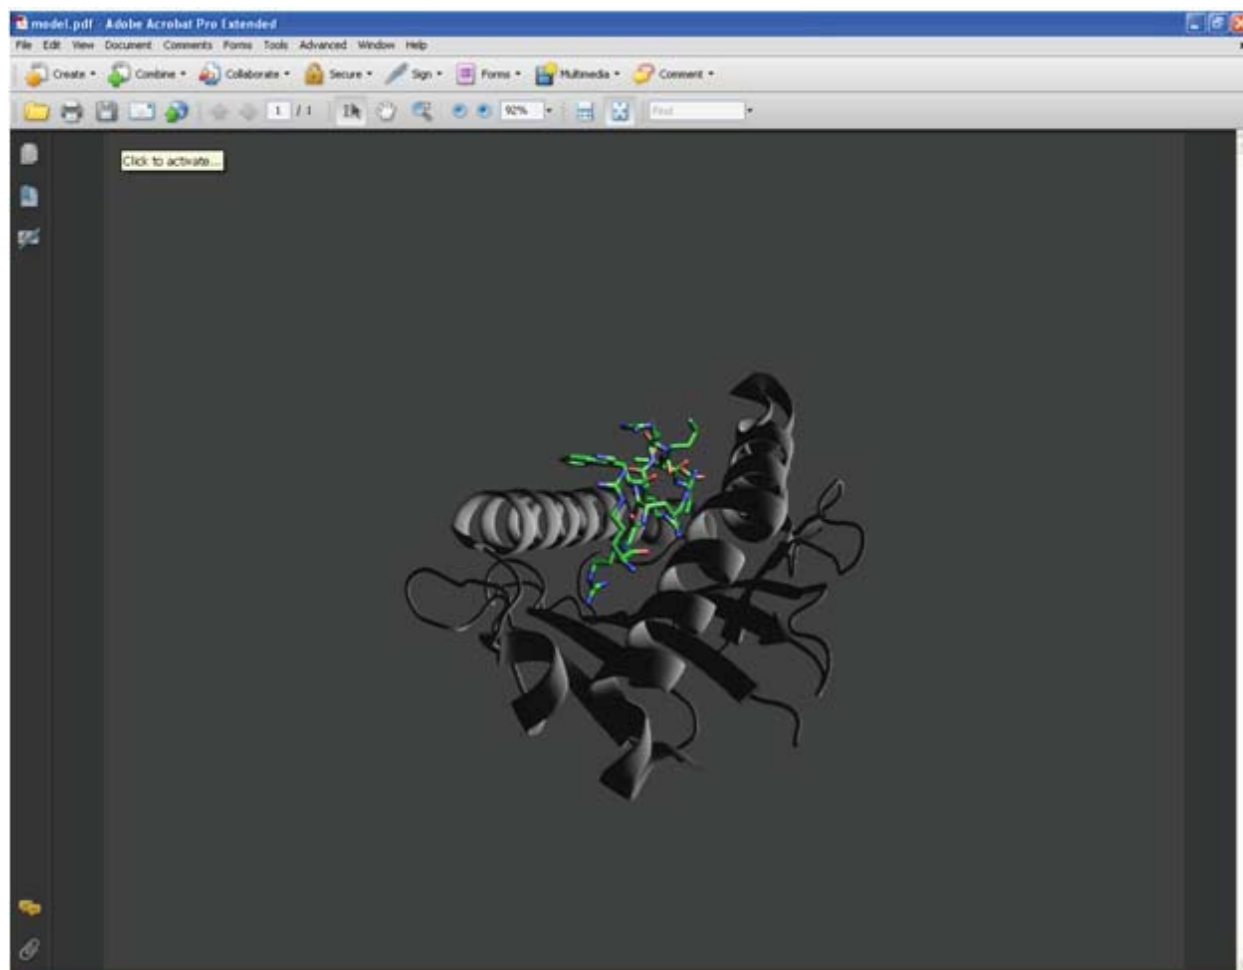 model.pdf - Adobe Acrobat Pro Extended
File Edit View Document Comments Forms Tools Advanced Window Help
Create Combine Collaborate Secure Sign Forms Multimedia Comment
1 / 1 92% Find
Click to activate...